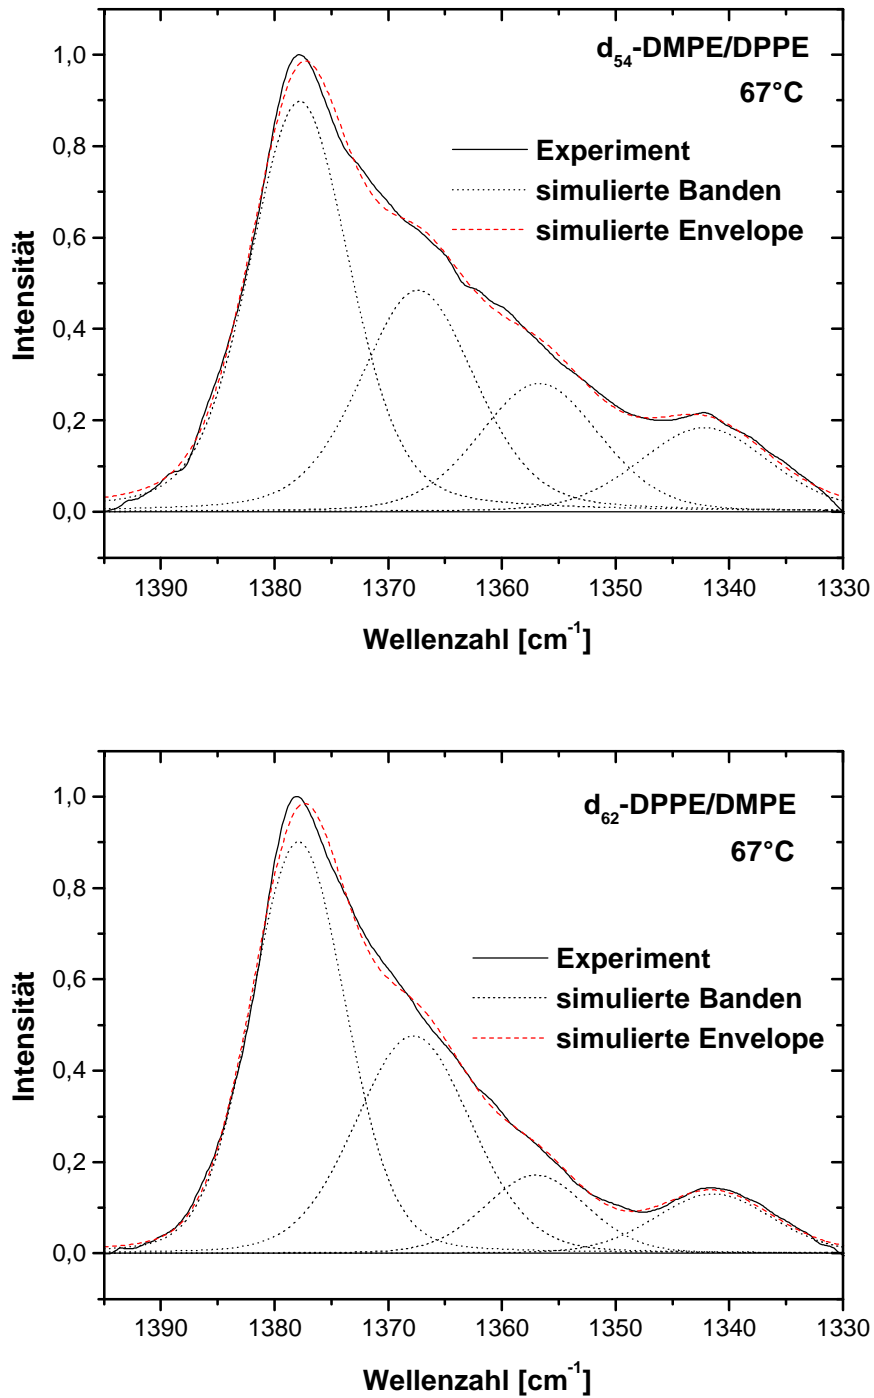 d₅₄-DMPE/DPPE
67°C
Experiment
simulierte Banden
simulierte Envelope
Intensität
1,0
0,8
0,6
0,4
0,2
0,0
1390 1380 1370 1360 1350 1340 1330
Wellenzahl [cm⁻¹]
d₆₂-DPPE/DMPE
67°C
Experiment
simulierte Banden
simulierte Envelope
Intensität
1,0
0,8
0,6
0,4
0,2
0,0
1390 1380 1370 1360 1350 1340 1330
Wellenzahl [cm⁻¹]